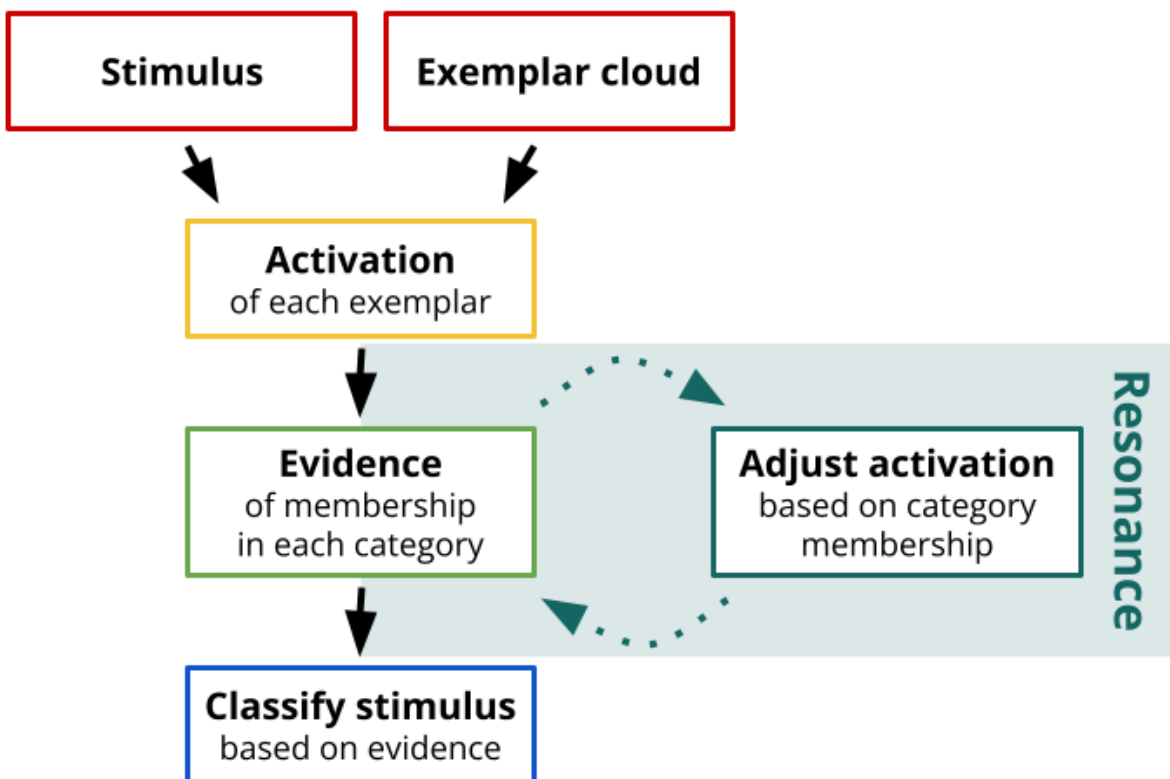 Stimulus
Exemplar cloud
Activation
of each exemplar
Evidence
of membership
in each category
Adjust activation
based on category
membership
Resonance
Classify stimulus
based on evidence